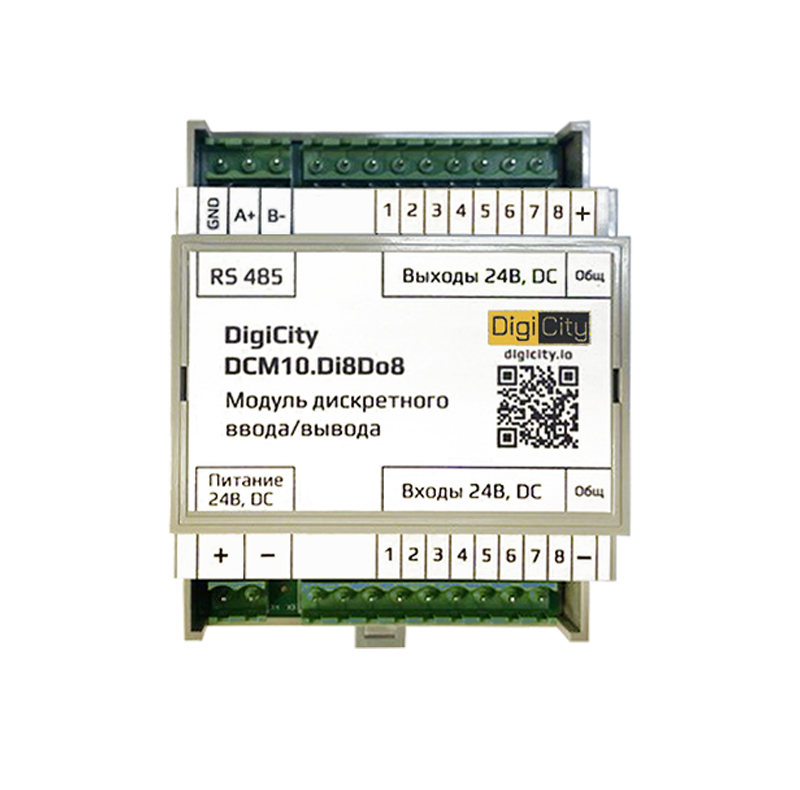 GND A+ B- 1 2 3 4 5 6 7 8 +
RS 485 Выходы 24В, DC Общ
DigiCity
digicity.io
DigiCity
DCM10.Di8Do8
Модуль дискретного
ввода/вывода
Питание
24В, DC
Входы 24В, DC Общ
+ − 1 2 3 4 5 6 7 8 −